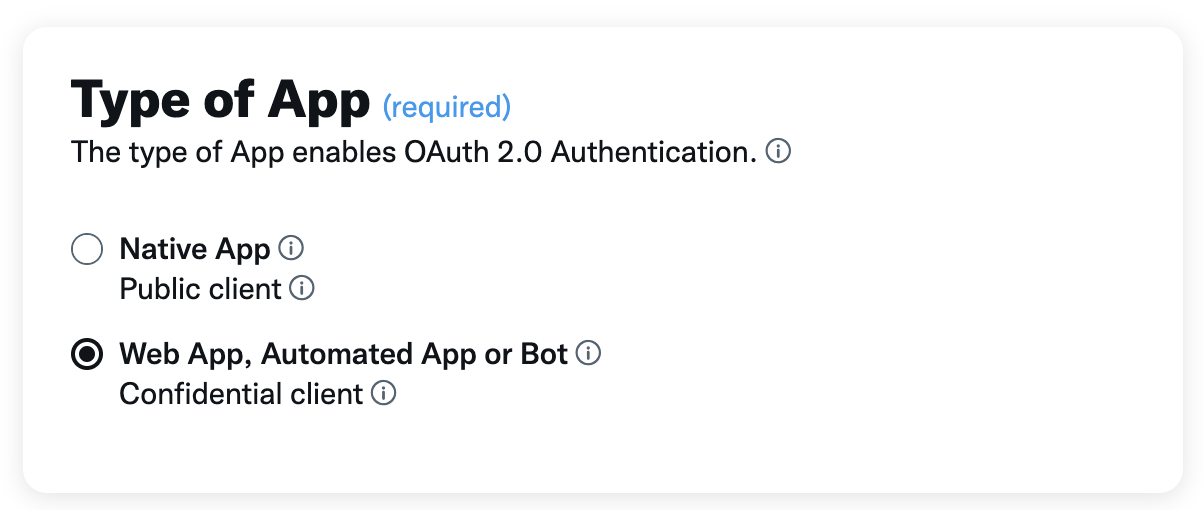 Type of App (required)
The type of App enables OAuth 2.0 Authentication.
Native App
Public client
Web App, Automated App or Bot
Confidential client